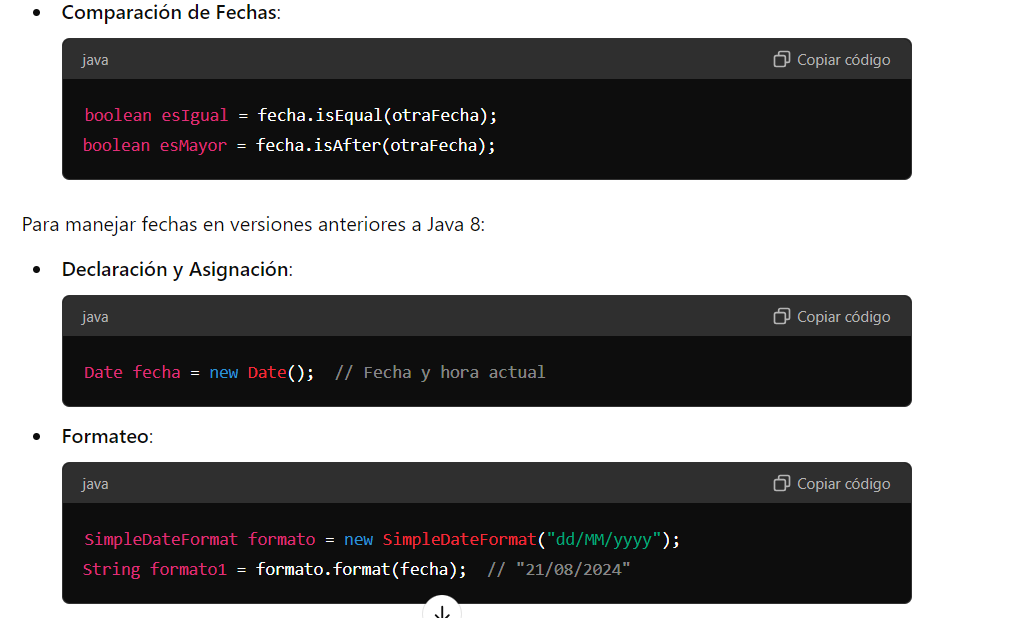 • Comparación de Fechas:
java Copiar código
boolean esIgual = fecha.isEqual(otraFecha);
boolean esMayor = fecha.isAfter(otraFecha);
Para manejar fechas en versiones anteriores a Java 8:
• Declaración y Asignación:
java Copiar código
Date fecha = new Date();  // Fecha y hora actual
• Formateo:
java Copiar código
SimpleDateFormat formato = new SimpleDateFormat("dd/MM/yyyy");
String formato1 = formato.format(fecha);  // "21/08/2024"